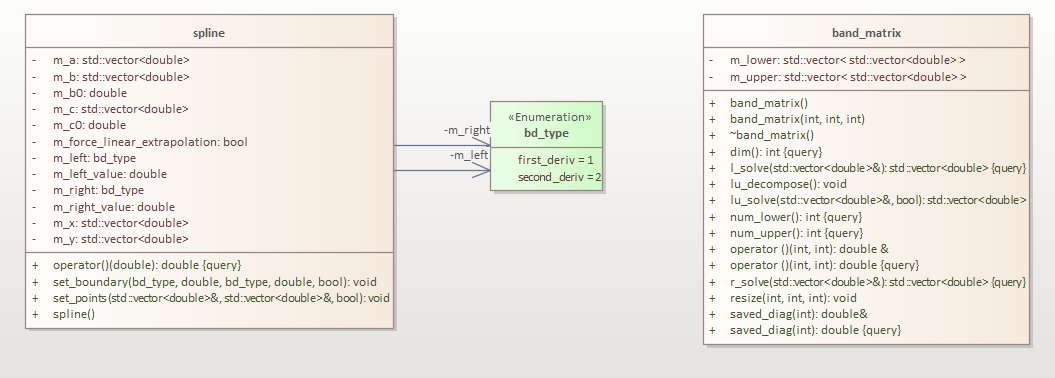 spline
- m_a: std::vector<double>
- m_b: std::vector<double>
- m_b0: double
- m_c: std::vector<double>
- m_c0: double
- m_force_linear_extrapolation: bool
- m_left: bd_type
- m_left_value: double
- m_right: bd_type
- m_right_value: double
- m_x: std::vector<double>
- m_y: std::vector<double>
+ operator()(double): double {query}
+ set_boundary(bd_type, double, bd_type, double, bool): void
+ set_points(std::vector<double>&, std::vector<double>&, bool): void
+ spline()
-m_right
-m_left
«Enumeration»
bd_type
first_deriv = 1
second_deriv = 2
band_matrix
- m_lower: std::vector< std::vector<double> >
- m_upper: std::vector< std::vector<double> >
+ band_matrix()
+ band_matrix(int, int, int)
+ ~band_matrix()
+ dim(): int {query}
+ l_solve(std::vector<double>&): std::vector<double> {query}
+ lu_decompose(): void
+ lu_solve(std::vector<double>&, bool): std::vector<double>
+ num_lower(): int {query}
+ num_upper(): int {query}
+ operator ()(int, int): double &
+ operator ()(int, int): double {query}
+ r_solve(std::vector<double>&): std::vector<double> {query}
+ resize(int, int, int): void
+ saved_diag(int): double&
+ saved_diag(int): double {query}